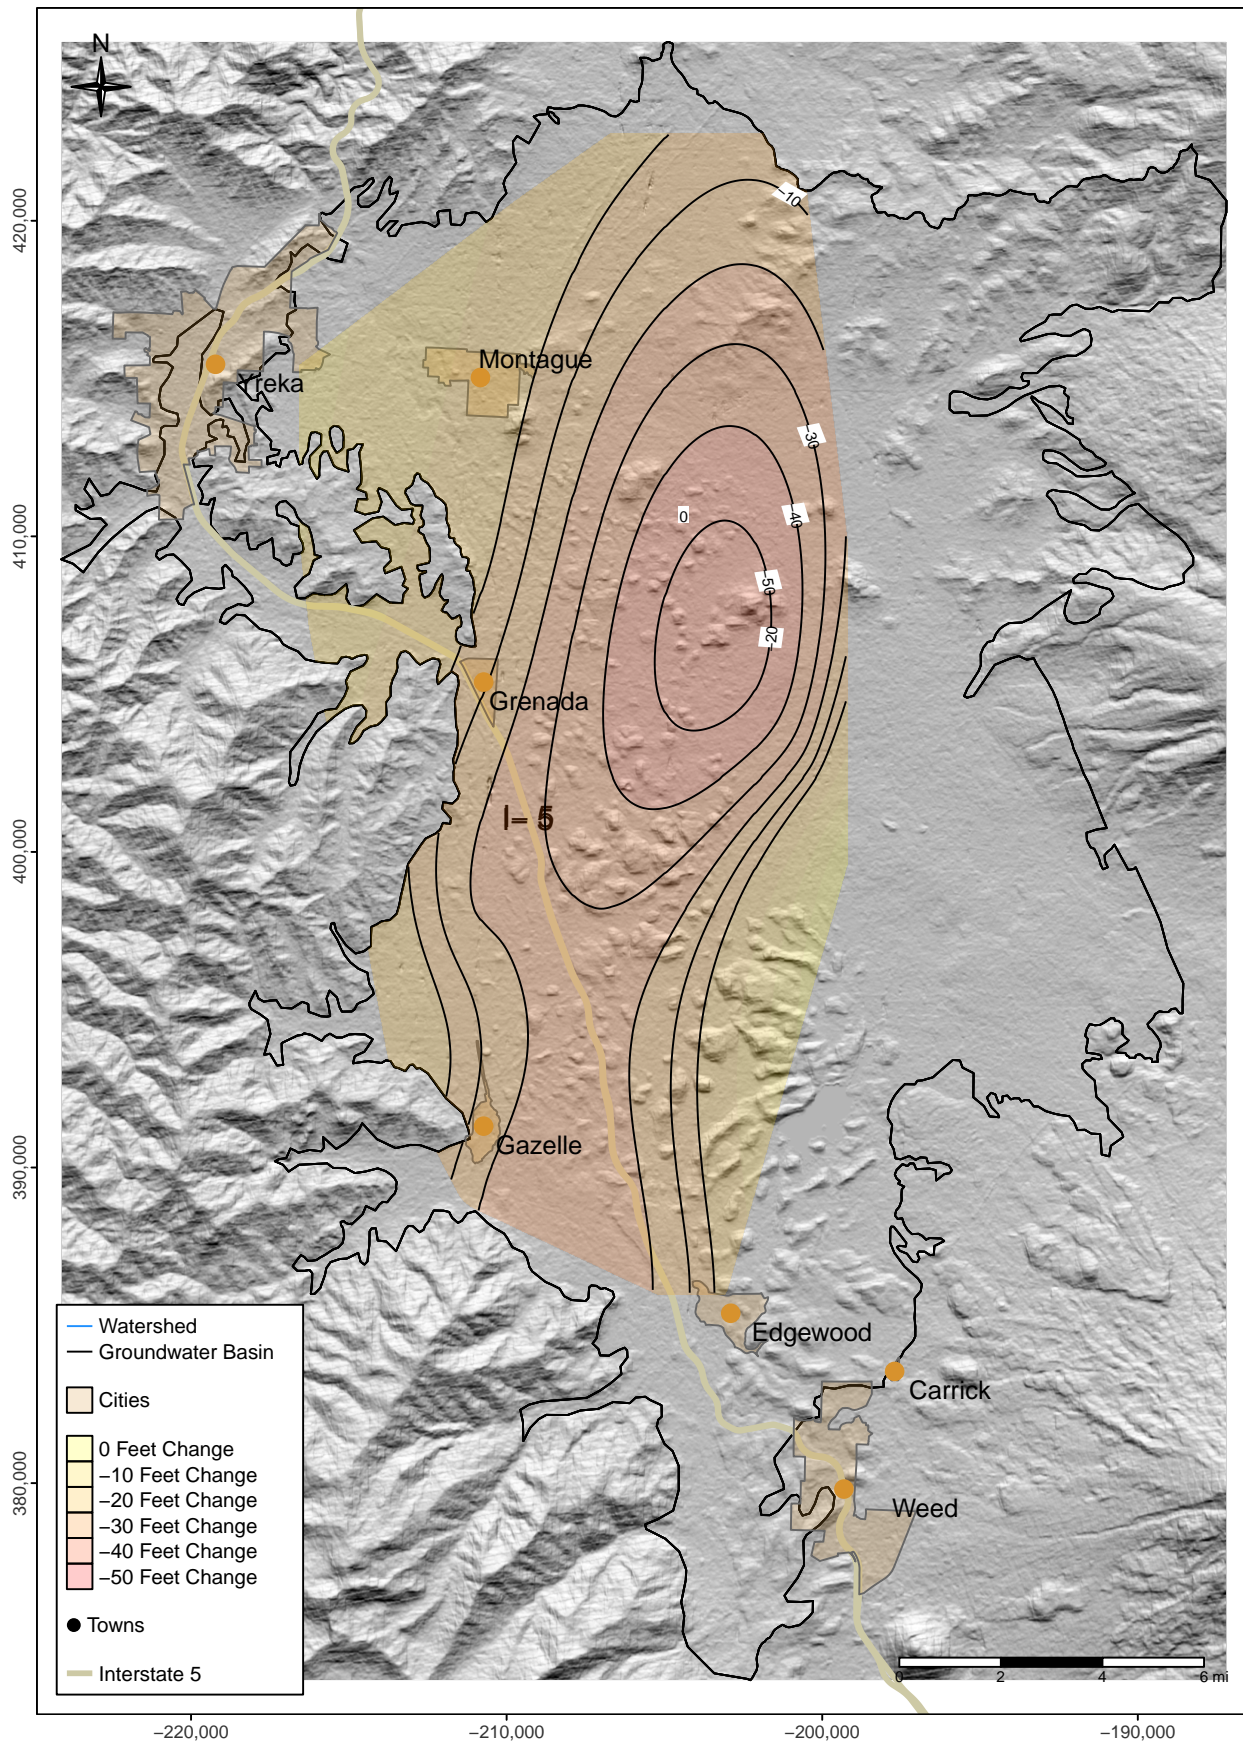 N
420,000
410,000
400,000
390,000
380,000
−10
Montague
Yreka
−30
0
−40
−50
−20
Grenada
I− 5
Gazelle
Edgewood
Carrick
Weed
Watershed
Groundwater Basin
Cities
0 Feet Change
−10 Feet Change
−20 Feet Change
−30 Feet Change
−40 Feet Change
−50 Feet Change
Towns
Interstate 5
0 2 4 6 mi
−220,000 −210,000 −200,000 −190,000